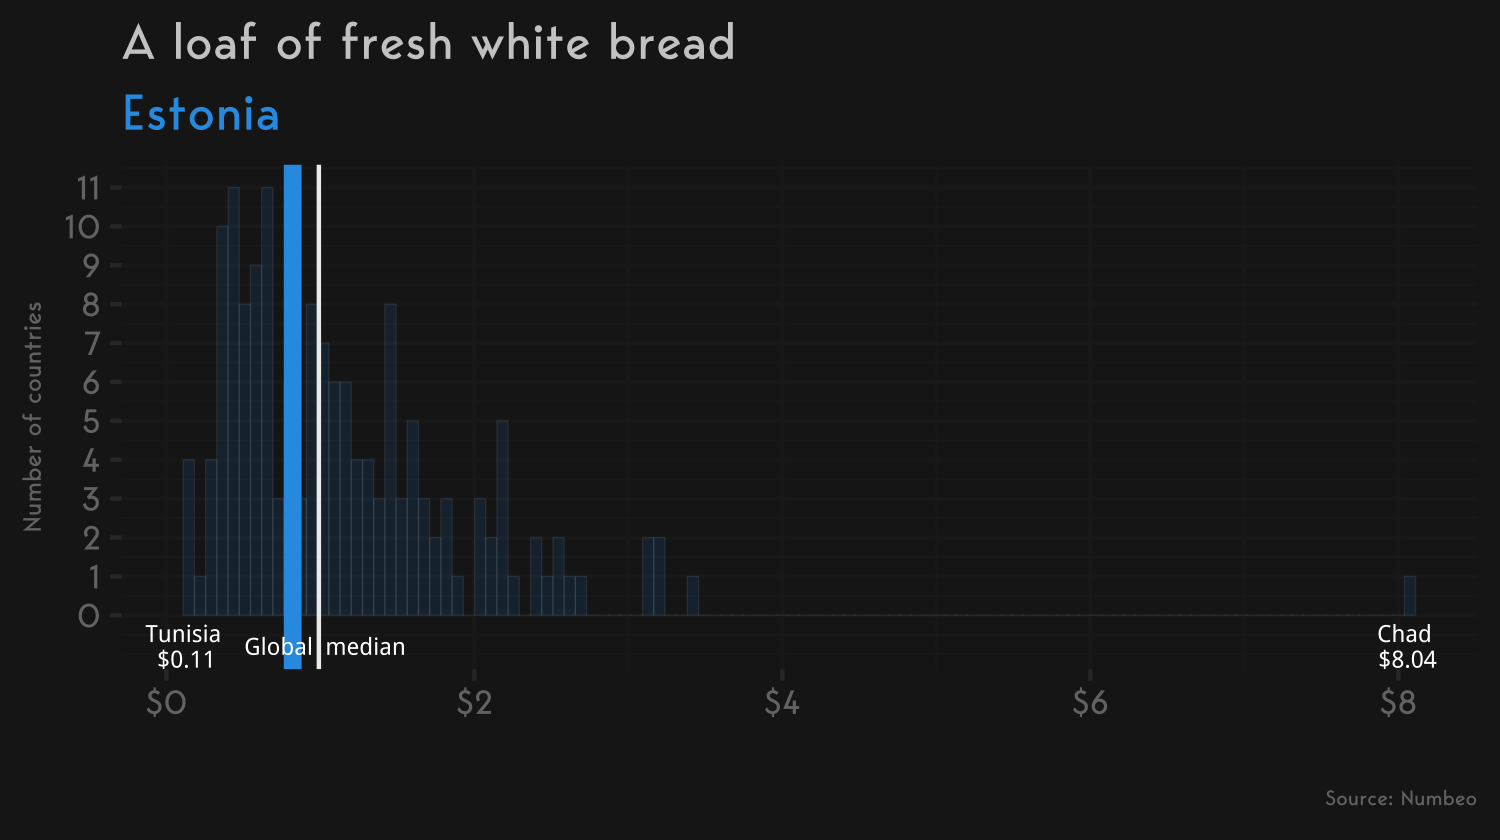 A loaf of fresh white bread
Estonia
Number of countries
11
10
9
8
7
6
5
4
3
2
1
0
Tunisia
$0.11
Global median
Chad
$8.04
$0 $2 $4 $6 $8
Source: Numbeo